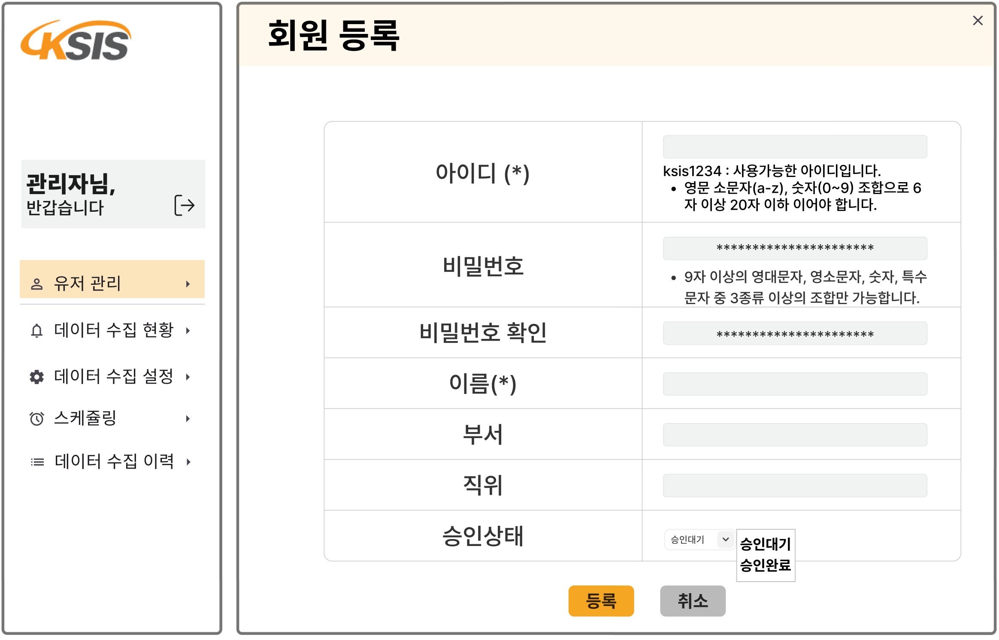 KSIS
관리자님,
반갑습니다
유저 관리
데이터 수집 현황
데이터 수집 설정
스케쥴링
데이터 수집 이력
회원 등록
아이디 (*)
ksis1234 : 사용가능한 아이디입니다.
• 영문 소문자(a-z), 숫자(0~9) 조합으로 6
자 이상 20자 이하 이어야 합니다.
비밀번호
**********************
• 9자 이상의 영대문자, 영소문자, 숫자, 특수
문자 중 3종류 이상의 조합만 가능합니다.
비밀번호 확인
**********************
이름(*)
부서
직위
승인상태
승인대기
승인대기
승인완료
등록
취소